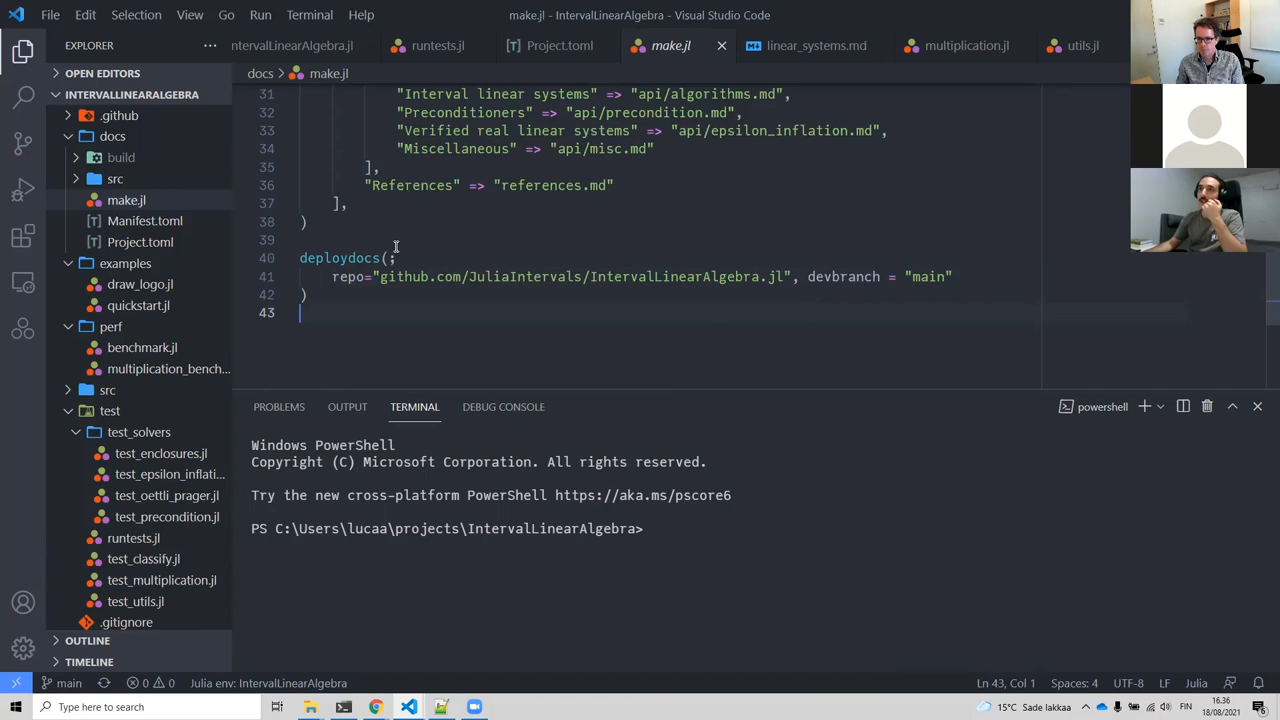 File Edit Selection View Go Run Terminal Help
make.jl - IntervalLinearAlgebra - Visual Studio Code
EXPLORER
ntervalLinearAlgebra.jl runtests.jl Project.toml make.jl linear_systems.md multiplication.jl utils.jl
OPEN EDITORS
docs > make.jl
INTERVALLINEARALGEBRA
.github
docs
build
src
make.jl
Manifest.toml
Project.toml
examples
draw_logo.jl
quickstart.jl
perf
benchmark.jl
multiplication_bench...
src
test
test_solvers
test_enclosures.jl
test_epsilon_inflati...
test_oettli_prager.jl
test_precondition.jl
runtests.jl
test_classify.jl
test_multiplication.jl
test_utils.jl
.gitignore
OUTLINE
TIMELINE
31 "Interval linear systems" => "api/algorithms.md",
32 "Preconditioners" => "api/precondition.md",
33 "Verified real linear systems" => "api/epsilon_inflation.md",
34 "Miscellaneous" => "api/misc.md"
35 ],
36 "References" => "references.md"
37 ],
38 )
39
40 deploydocs(;
41 repo="github.com/JuliaIntervals/IntervalLinearAlgebra.jl", devbranch = "main"
42 )
43
PROBLEMS OUTPUT TERMINAL DEBUG CONSOLE
powershell
Windows PowerShell
Copyright (C) Microsoft Corporation. All rights reserved.
Try the new cross-platform PowerShell https://aka.ms/pscore6
PS C:\Users\lucaa\projects\IntervalLinearAlgebra>
main 0 0 Julia env: IntervalLinearAlgebra
Ln 43, Col 1 Spaces: 4 UTF-8 LF Julia
Type here to search
15°C Sade lakkaa
FIN
16.36
18/08/2021
6